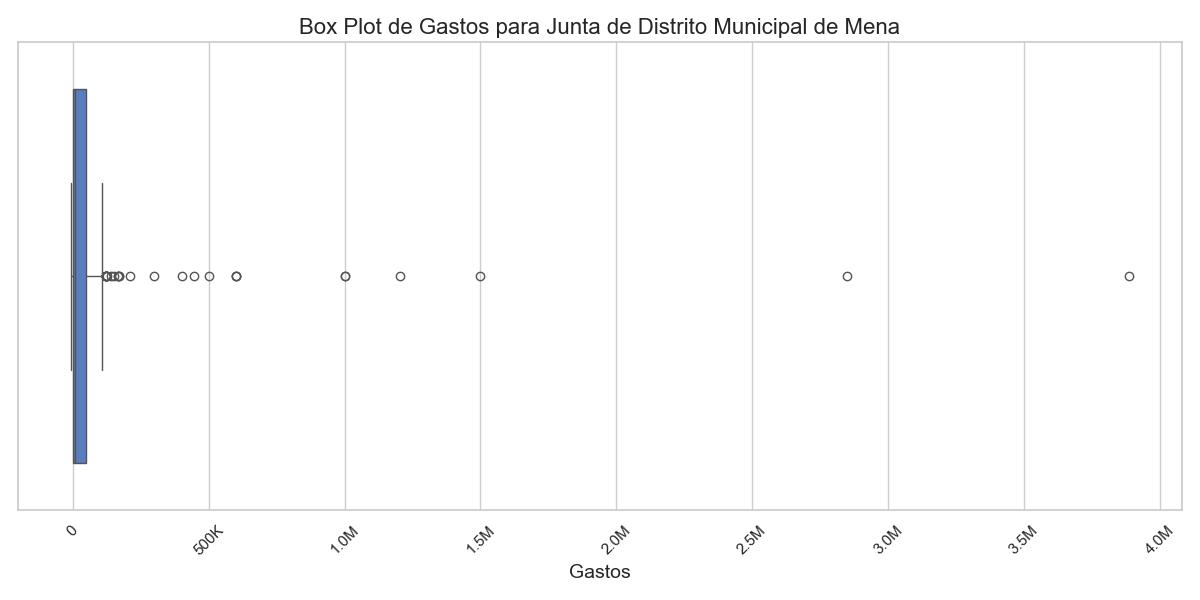 Box Plot de Gastos para Junta de Distrito Municipal de Mena
0
500K
1.0M
1.5M
2.0M
2.5M
3.0M
3.5M
4.0M
Gastos